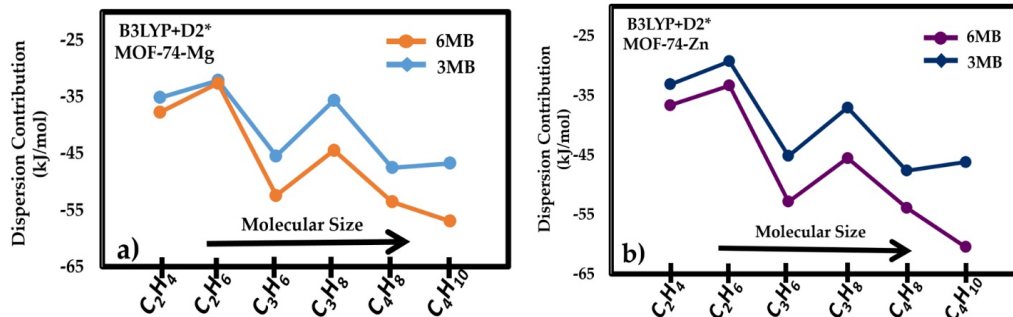 B3LYP+D2*
MOF-74-Mg
6MB
3MB
-25
-35
-45
-55
-65
Dispersion Contribution
(kJ/mol)
Molecular Size
a)
C₂H₄
C₂H₆
C₃H₆
C₃H₈
C₄H₈
C₄H₁₀
B3LYP+D2*
MOF-74-Zn
6MB
3MB
-25
-35
-45
-55
-65
Dispersion Contribution
(kJ/mol)
Molecular Size
b)
C₂H₄
C₂H₆
C₃H₆
C₃H₈
C₄H₈
C₄H₁₀